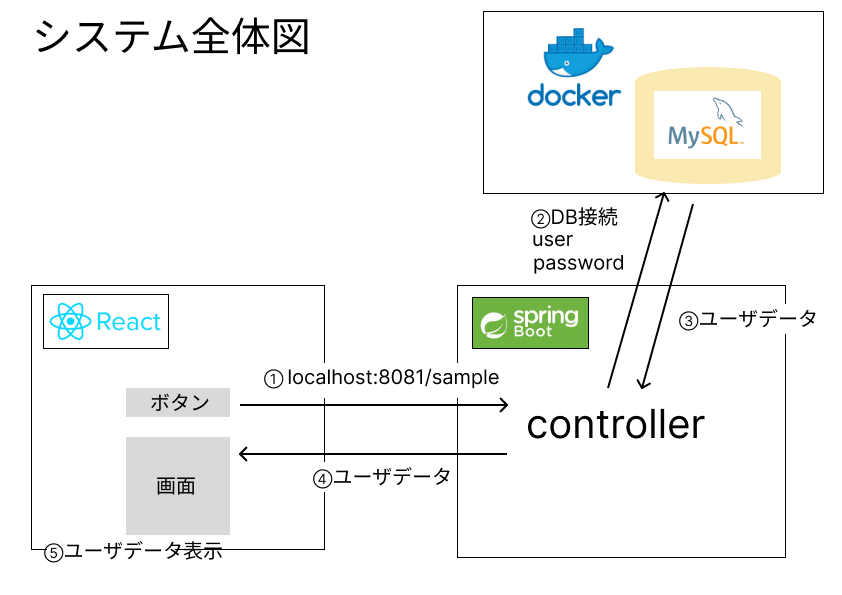 システム全体図
docker
MySQL
②DB接続
user
password
React
spring
Boot
③ユーザデータ
①localhost:8081/sample
ボタン
controller
④ユーザデータ
画面
⑤ユーザデータ表示